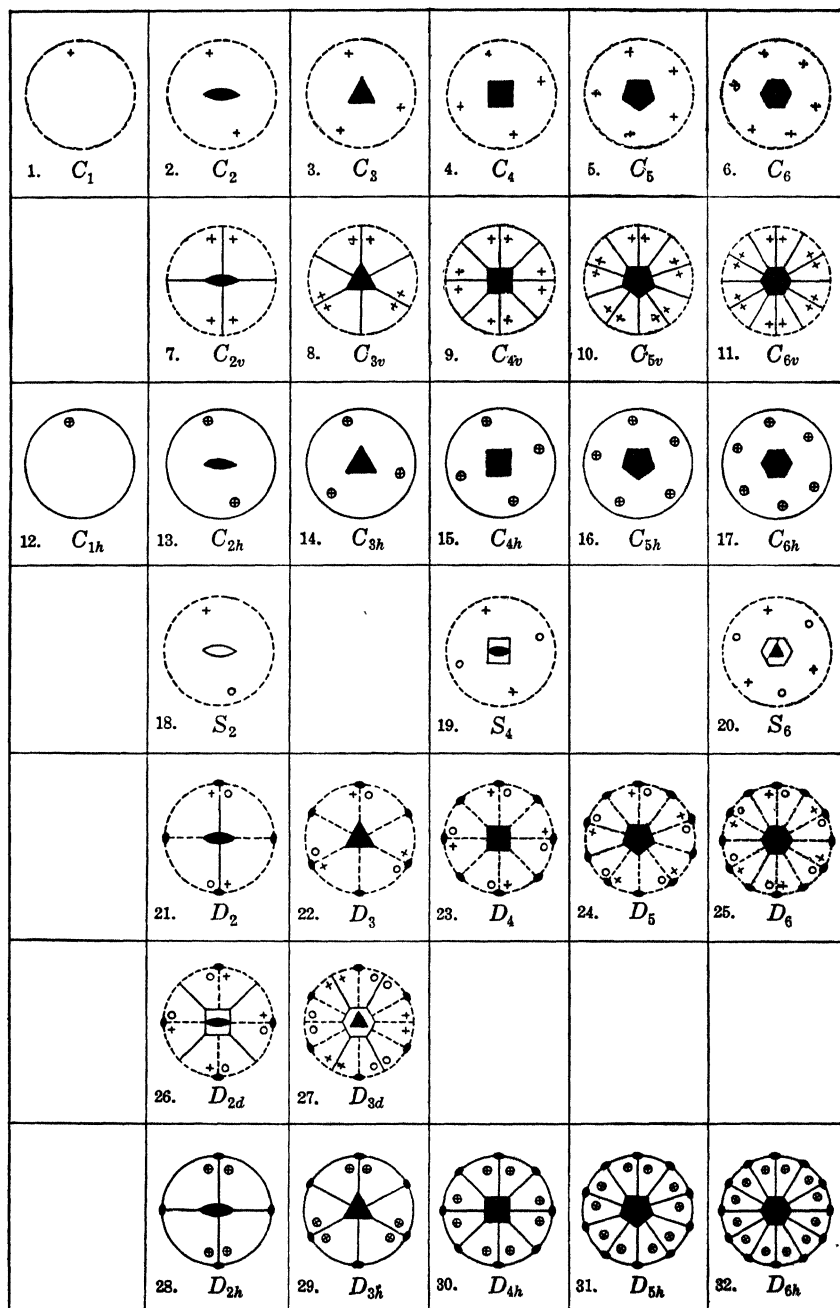 1. C₁ 2. C₂ 3. C₃ 4. C₄ 5. C₅ 6. C₆
7. C₂ᵥ 8. C₃ᵥ 9. C₄ᵥ 10. C₅ᵥ 11. C₆ᵥ
12. C₁ₕ 13. C₂ₕ 14. C₃ₕ 15. C₄ₕ 16. C₅ₕ 17. C₆ₕ
18. S₂ 19. S₄ 20. S₆
21. D₂ 22. D₃ 23. D₄ 24. D₅ 25. D₆
26. D₂d 27. D₃d
28. D₂ₕ 29. D₃ₕ 30. D₄ₕ 31. D₅ₕ 32. D₆ₕ